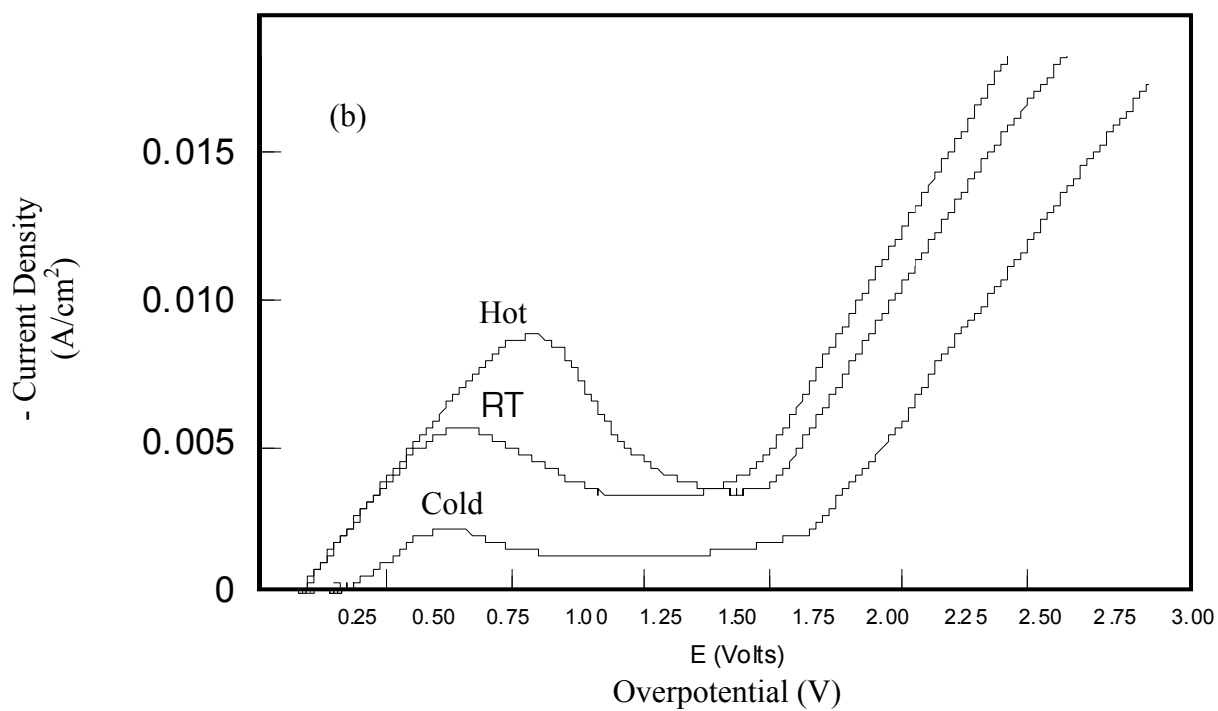 (b)
0.015
0.010
0.005
0
- Current Density
(A/cm²)
Hot
RT
Cold
0.25 0.50 0.75 1.00 1.25 1.50 1.75 2.00 2.25 2.50 2.75 3.00
E (Volts)
Overpotential (V)